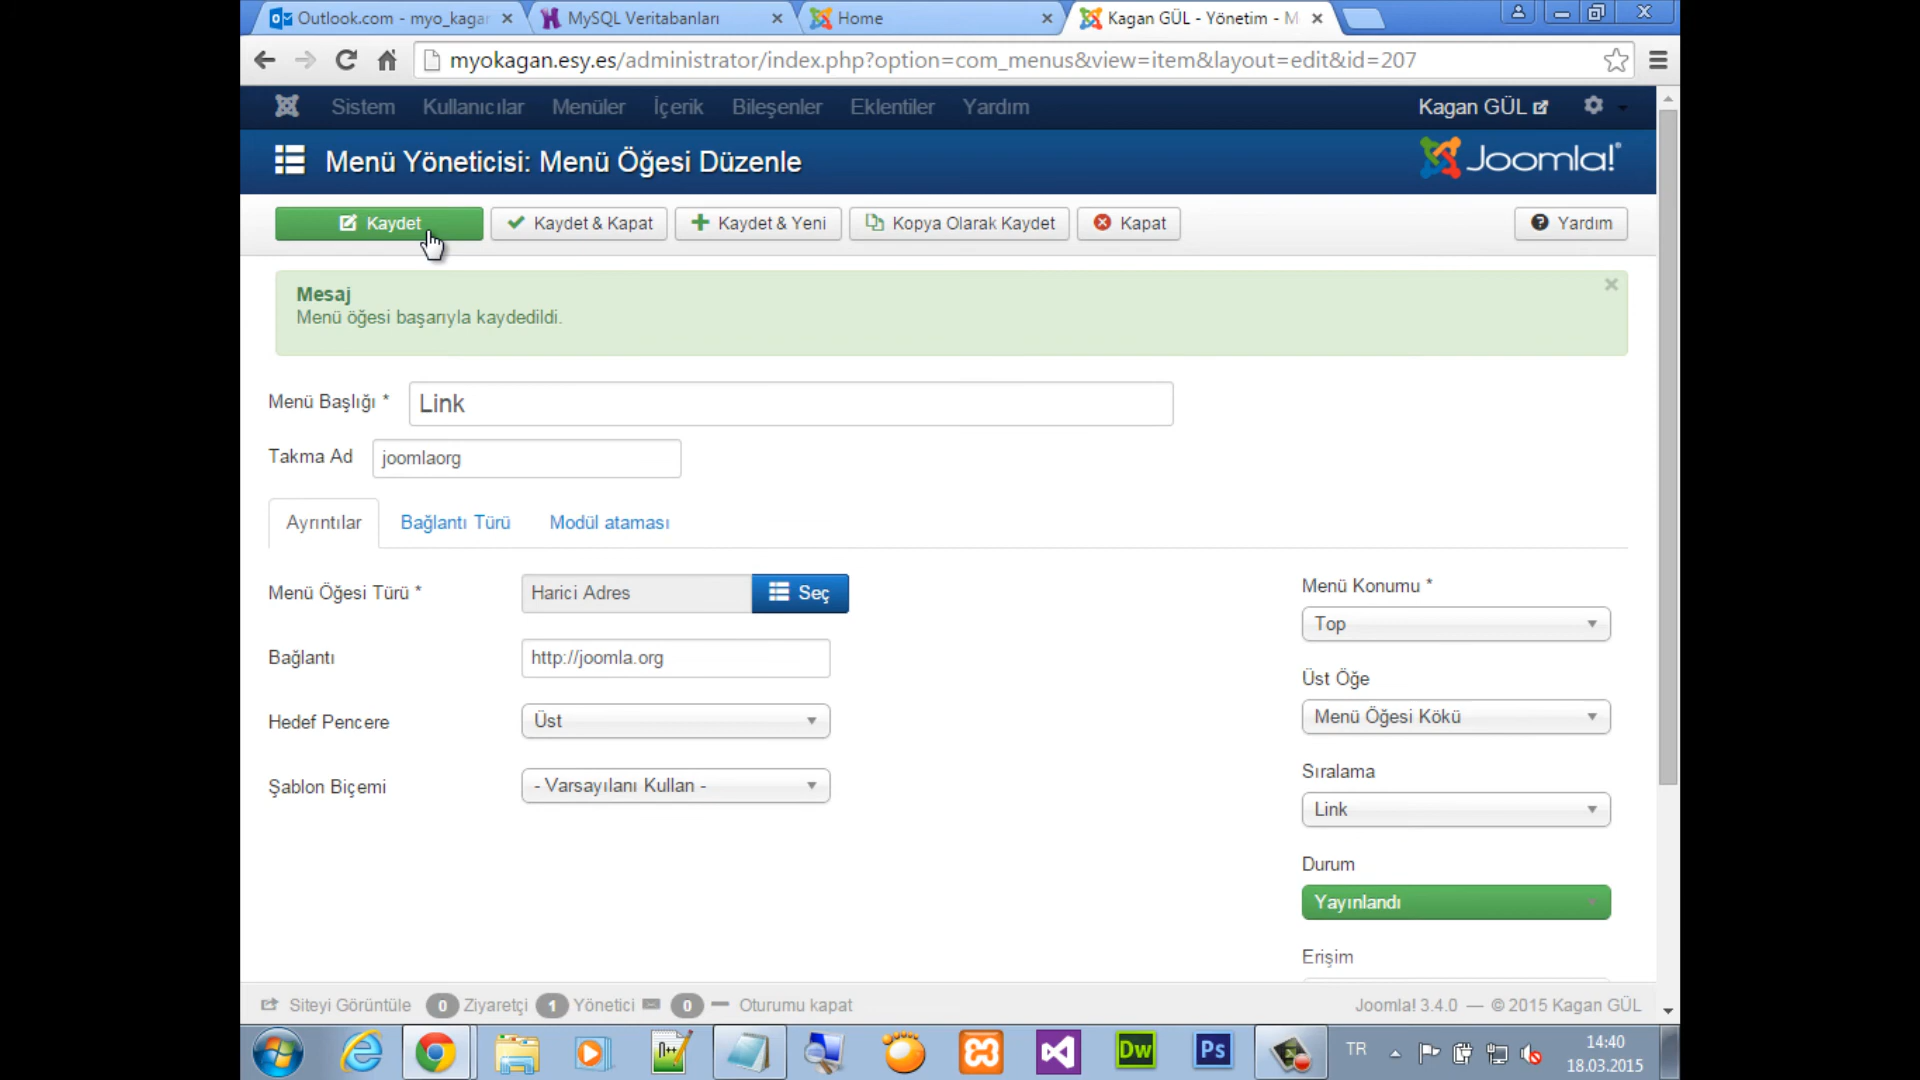 Outlook.com - myo_kagar
MySQL Veritabanları
Home
Kagan GÜL - Yönetim - M
myokagan.esy.es/administrator/index.php?option=com_menus&view=item&layout=edit&id=207
Sistem Kullanıcılar Menüler İçerik Bileşenler Eklentiler Yardım Kagan GÜL
Menü Yöneticisi: Menü Öğesi Düzenle
Joomla!®
Kaydet Kaydet & Kapat Kaydet & Yeni Kopya Olarak Kaydet Kapat Yardım
Mesaj
Menü öğesi başarıyla kaydedildi.
Menü Başlığı * Link
Takma Ad joomlaorg
Ayrıntılar Bağlantı Türü Modül ataması
Menü Öğesi Türü * Harici Adres Seç
Bağlantı http://joomla.org
Hedef Pencere Üst
Şablon Biçemi - Varsayılanı Kullan -
Menü Konumu *
Top
Üst Öğe
Menü Öğesi Kökü
Sıralama
Link
Durum
Yayınlandı
Erişim
Siteyi Görüntüle 0 Ziyaretçi 1 Yönetici 0 Oturumu kapat
Joomla! 3.4.0 — © 2015 Kagan GÜL
n++
Dw
Ps
TR
14:40
18.03.2015